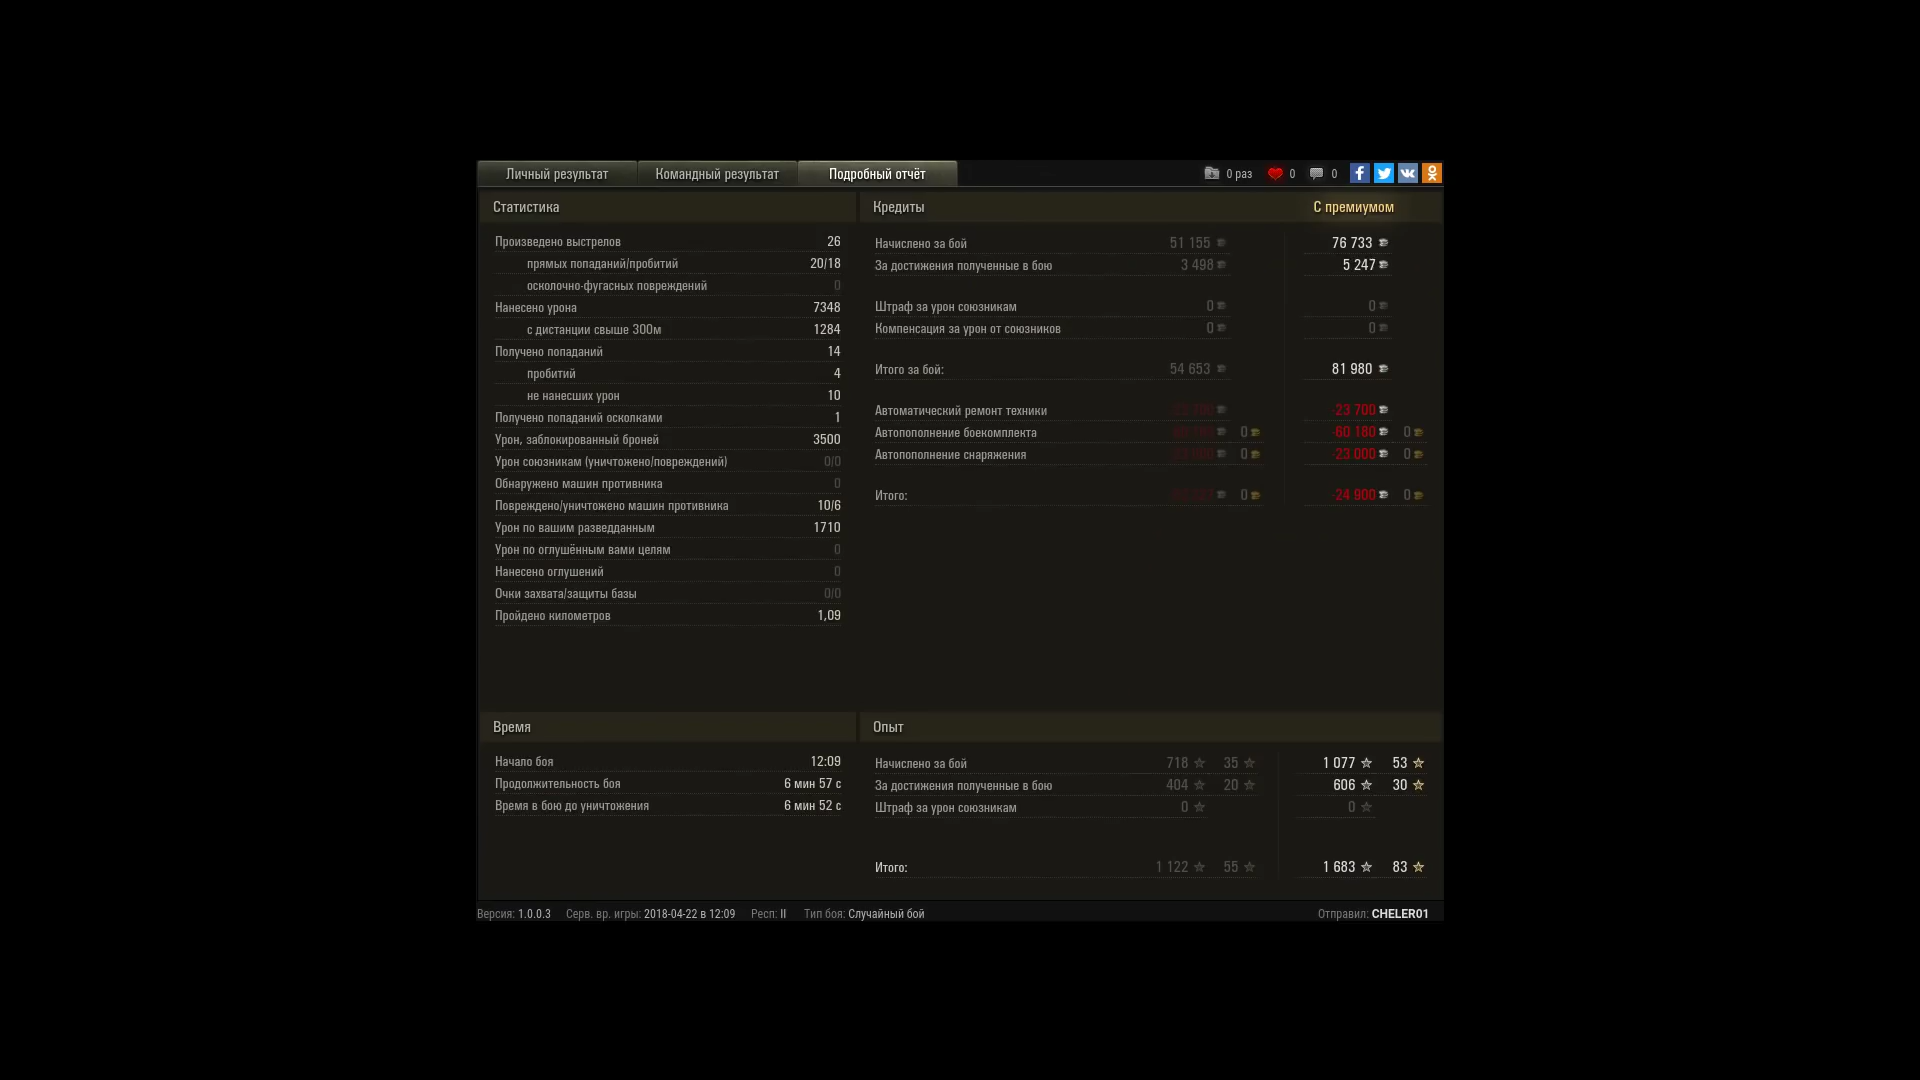 Личный результат Командный результат Подробный отчёт 0 раз 0 0
Статистика
Произведено выстрелов 26
прямых попаданий/пробитий 20/18
осколочно-фугасных повреждений 0
Нанесено урона 7348
с дистанции свыше 300м 1284
Получено попаданий 14
пробитий 4
не нанесших урон 10
Получено попаданий осколками 1
Урон, заблокированный броней 3500
Урон союзникам (уничтожено/повреждений) 0/0
Обнаружено машин противника 0
Повреждено/уничтожено машин противника 10/6
Урон по вашим разведданным 1710
Урон по оглушённым вами целям 0
Нанесено оглушений 0
Очки захвата/защиты базы 0/0
Пройдено километров 1,09
Кредиты С премиумом
Начислено за бой 51 155 76 733
За достижения полученные в бою 3 498 5 247
Штраф за урон союзникам 0 0
Компенсация за урон от союзников 0 0
Итого за бой: 54 653 81 980
Автоматический ремонт техники -23 700
Автопополнение боекомплекта 0 -60 180 0
Автопополнение снаряжения 0 -23 000 0
Итого: 0 -24 900 0
Время
Начало боя 12:09
Продолжительность боя 6 мин 57 с
Время в бою до уничтожения 6 мин 52 с
Опыт
Начислено за бой 718 35 1 077 53
За достижения полученные в бою 404 20 606 30
Штраф за урон союзникам 0 0
Итого: 1 122 55 1 683 83
Версия: 1.0.0.3 Серв. вр. игры: 2018-04-22 в 12:09 Респ: II Тип боя: Случайный бой Отправил: CHELER01